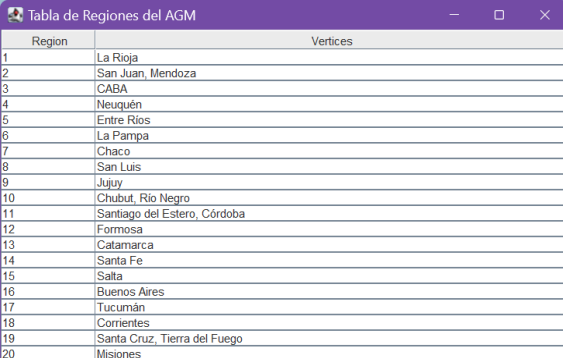 Tabla de Regiones del AGM
Region Vertices
1 La Rioja
2 San Juan, Mendoza
3 CABA
4 Neuquén
5 Entre Ríos
6 La Pampa
7 Chaco
8 San Luis
9 Jujuy
10 Chubut, Río Negro
11 Santiago del Estero, Córdoba
12 Formosa
13 Catamarca
14 Santa Fe
15 Salta
16 Buenos Aires
17 Tucumán
18 Corrientes
19 Santa Cruz, Tierra del Fuego
20 Misiones